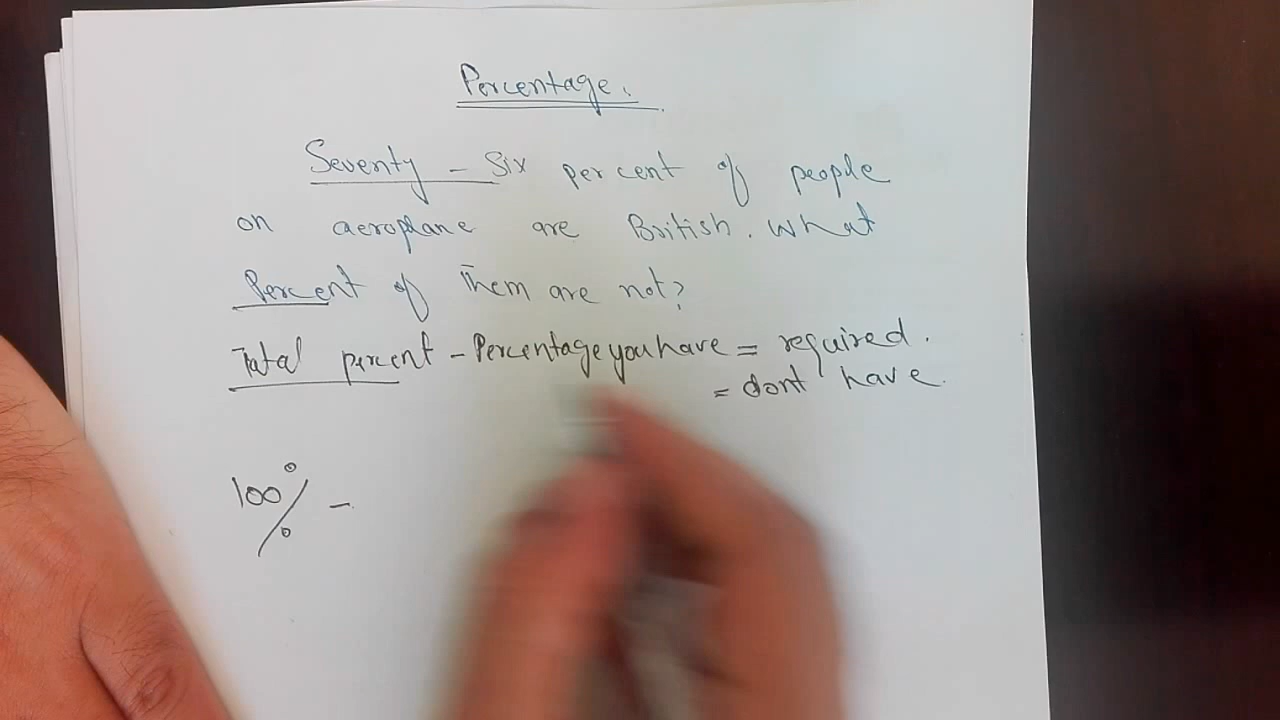 Percentage.
Seventy - Six percent of people
on aeroplane are British. What
Percent of Them are not?
Total percent - Percentage you have = required.
= dont have.
100% -